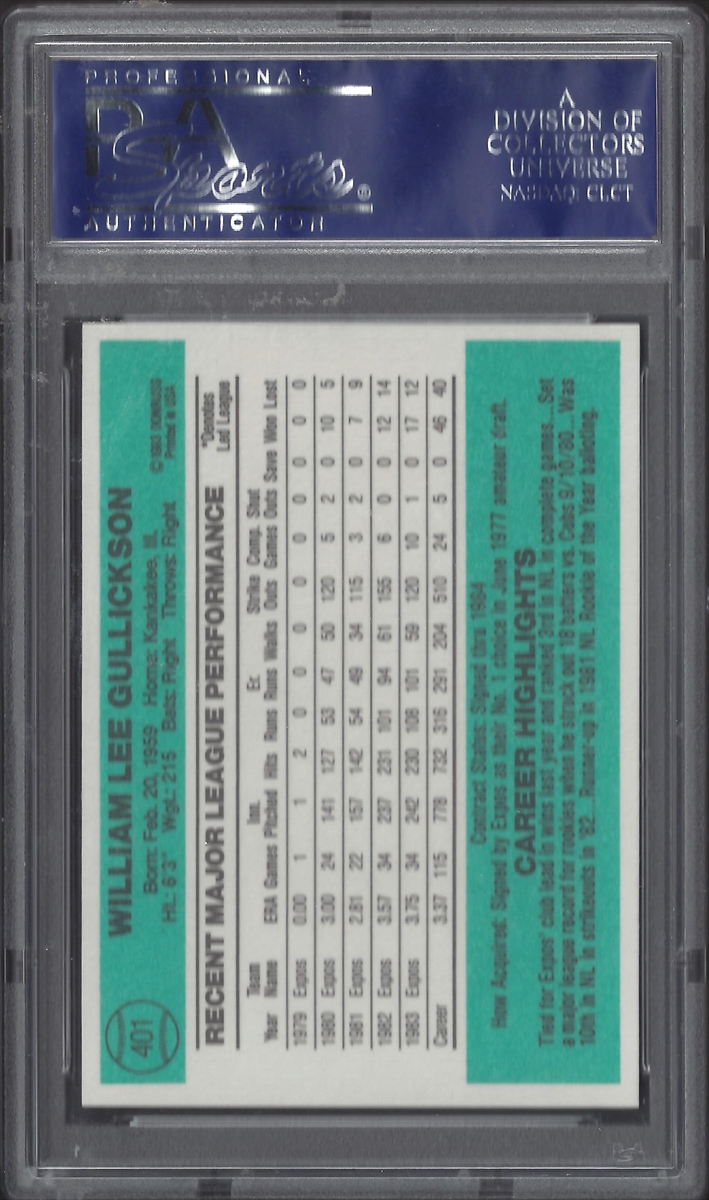 PROFESSIONAL
PSA
Sports®
AUTHENTICATOR
A
DIVISION OF
COLLECTORS
UNIVERSE
NASDAQ: CLCT
401
WILLIAM LEE GULLICKSON
Born: Feb. 20, 1959 Home: Kankakee, IL
Ht.: 6'3" Wgt.: 215 Bats: Right Throws: Right
© 1983 DONRUSS
Printed in USA
RECENT MAJOR LEAGUE PERFORMANCE
*Denotes
Led League
Team Inn. Er. Strike Comp. Shut
Year Name ERA Games Pitched Hits Runs Runs Walks Outs Games Outs Save Won Lost
1979 Expos 0.00 1 1 2 0 0 0 0 0 0 0 0 0
1980 Expos 3.00 24 141 127 53 47 50 120 5 2 0 10 5
1981 Expos 2.81 22 157 142 54 49 34 115 3 2 0 7 9
1982 Expos 3.57 34 237 231 101 94 61 155 6 0 0 12 14
1983 Expos 3.75 34 242 230 108 101 59 120 10 1 0 17 12
Career 3.37 115 778 732 316 291 204 510 24 5 0 46 40
Contract Status: Signed thru 1984
How Acquired: Signed by Expos as their No. 1 choice in June 1977 amateur draft.
CAREER HIGHLIGHTS
Tied for Expos' club lead in wins last year and ranked 3rd in NL in complete games...Set
a major league record for rookies when he struck out 18 batters vs. Cubs 9/10/80...Was
10th in NL in strikeouts in '82...Runner-up in 1981 NL Rookie of the Year balloting.
PSA